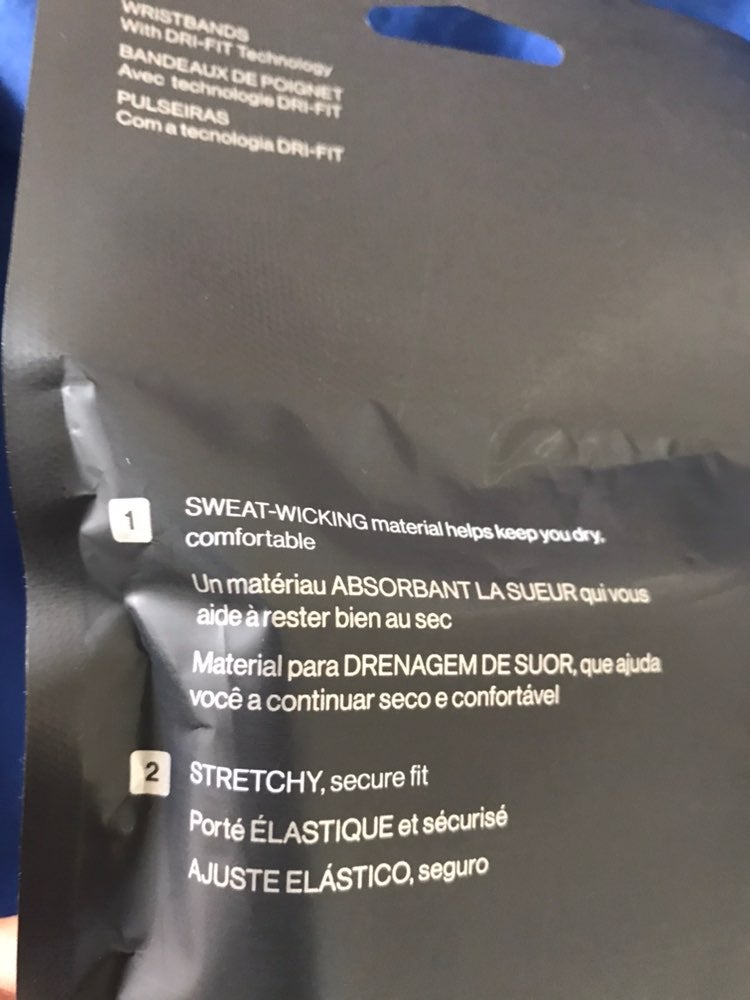 WRISTBANDS
With DRI-FIT Technology
BANDEAUX DE POIGNET
Avec technologie DRI-FIT
PULSEIRAS
Com a tecnologia DRI-FIT
1
SWEAT-WICKING material helps keep you dry,
comfortable
Un matériau ABSORBANT LA SUEUR qui vous
aide à rester bien au sec
Material para DRENAGEM DE SUOR, que ajuda
você a continuar seco e confortável
2
STRETCHY, secure fit
Porté ÉLASTIQUE et sécurisé
AJUSTE ELÁSTICO, seguro